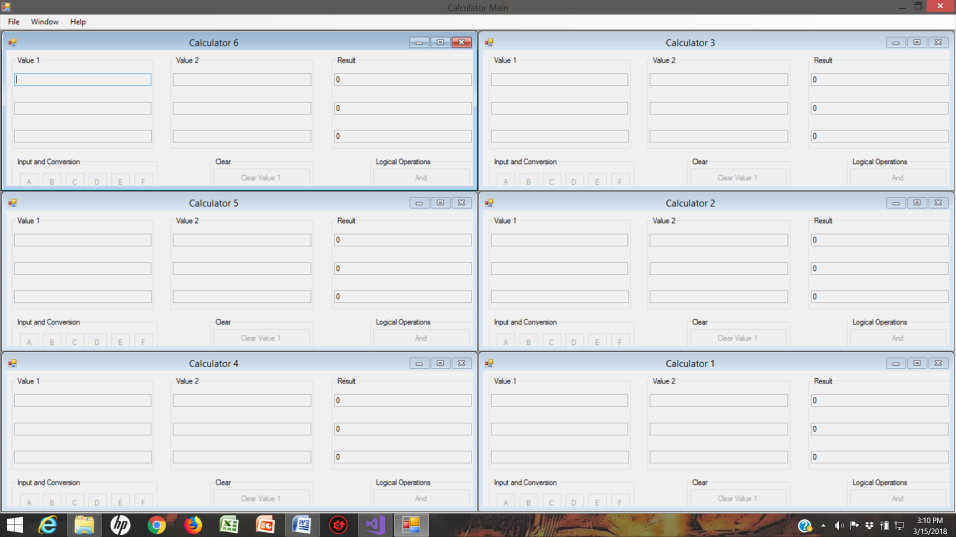 Calculator Main
File Window Help
Calculator 6
Value 1 Value 2 Result
0
0
0
Input and Conversion Clear Logical Operations
A B C D E F Clear Value 1 And
Calculator 3
Value 1 Value 2 Result
0
0
0
Input and Conversion Clear Logical Operations
A B C D E F Clear Value 1 And
Calculator 5
Value 1 Value 2 Result
0
0
0
Input and Conversion Clear Logical Operations
A B C D E F Clear Value 1 And
Calculator 2
Value 1 Value 2 Result
0
0
0
Input and Conversion Clear Logical Operations
A B C D E F Clear Value 1 And
Calculator 4
Value 1 Value 2 Result
0
0
0
Input and Conversion Clear Logical Operations
A B C D E F Clear Value 1 And
Calculator 1
Value 1 Value 2 Result
0
0
0
Input and Conversion Clear Logical Operations
A B C D E F Clear Value 1 And
hp
3:10 PM
3/15/2018